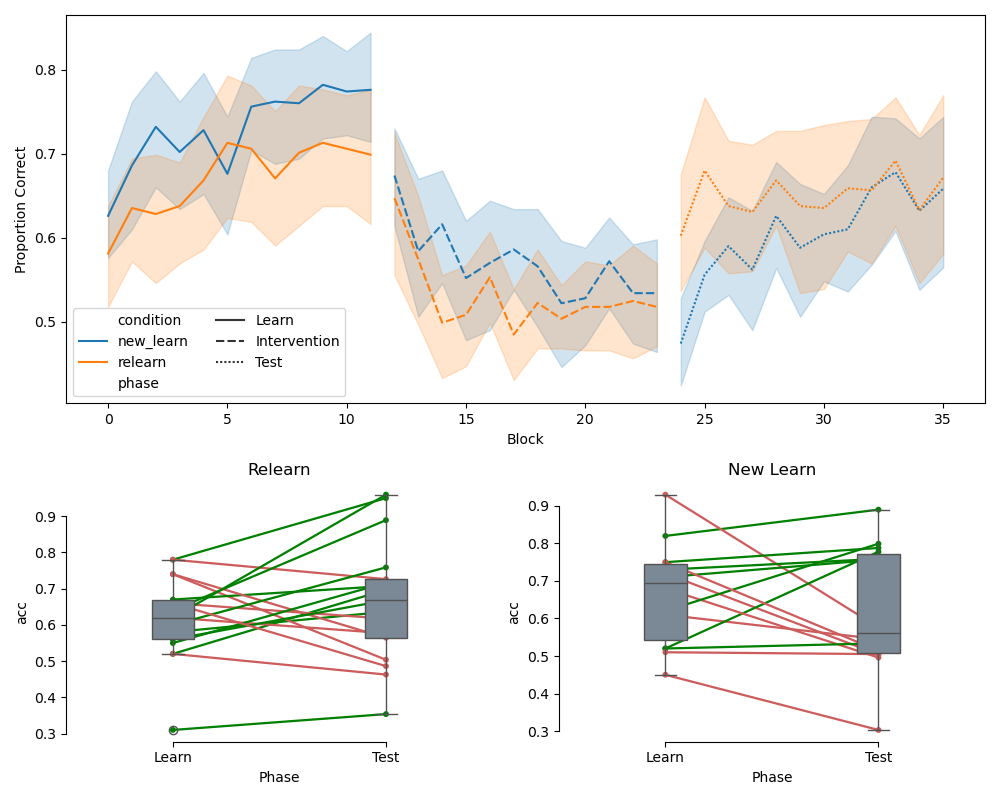 Proportion Correct
0.8
0.7
0.6
0.5
condition
new_learn
relearn
phase
Learn
Intervention
Test
0 5 10 15 20 25 30 35
Block
Relearn
acc
0.9
0.8
0.7
0.6
0.5
0.4
0.3
Learn Test
Phase
New Learn
acc
0.9
0.8
0.7
0.6
0.5
0.4
0.3
Learn Test
Phase